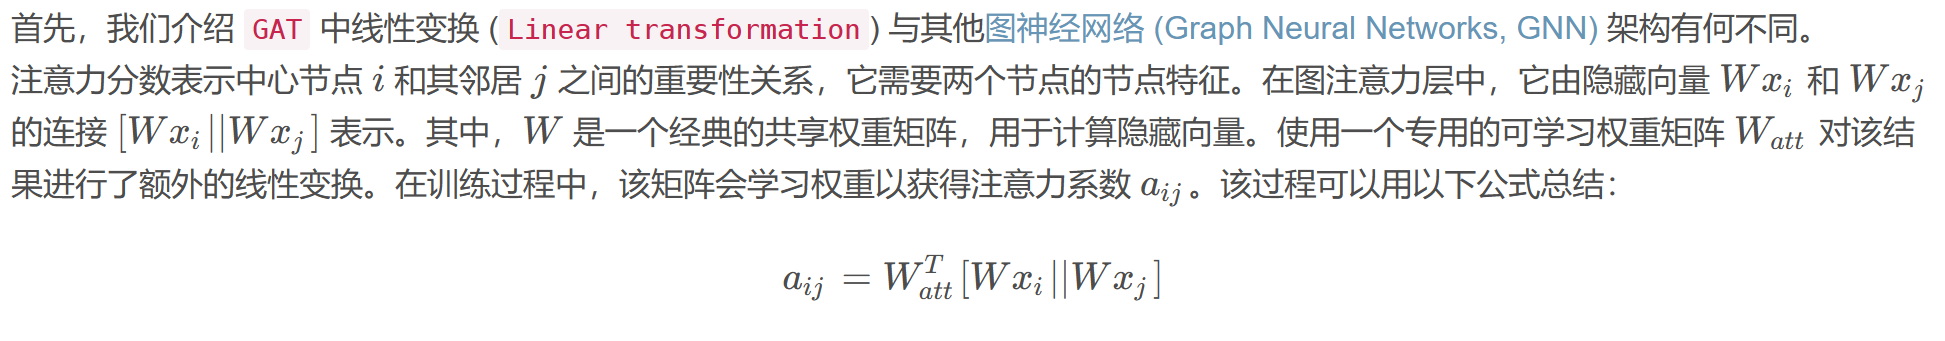 首先，我们介绍 GAT 中线性变换 (Linear transformation) 与其他图神经网络 (Graph Neural Networks, GNN) 架构有何不同。
注意力分数表示中心节点 i 和其邻居 j 之间的重要性关系，它需要两个节点的节点特征。在图注意力层中，它由隐藏向量 Wx_i 和 Wx_j
的连接 [Wx_i||Wx_j] 表示。其中，W 是一个经典的共享权重矩阵，用于计算隐藏向量。使用一个专用的可学习权重矩阵 W_{att} 对该结
果进行了额外的线性变换。在训练过程中，该矩阵会学习权重以获得注意力系数 a_{ij}。该过程可以用以下公式总结：
a_{ij} = W_{att}^T[Wx_i||Wx_j]